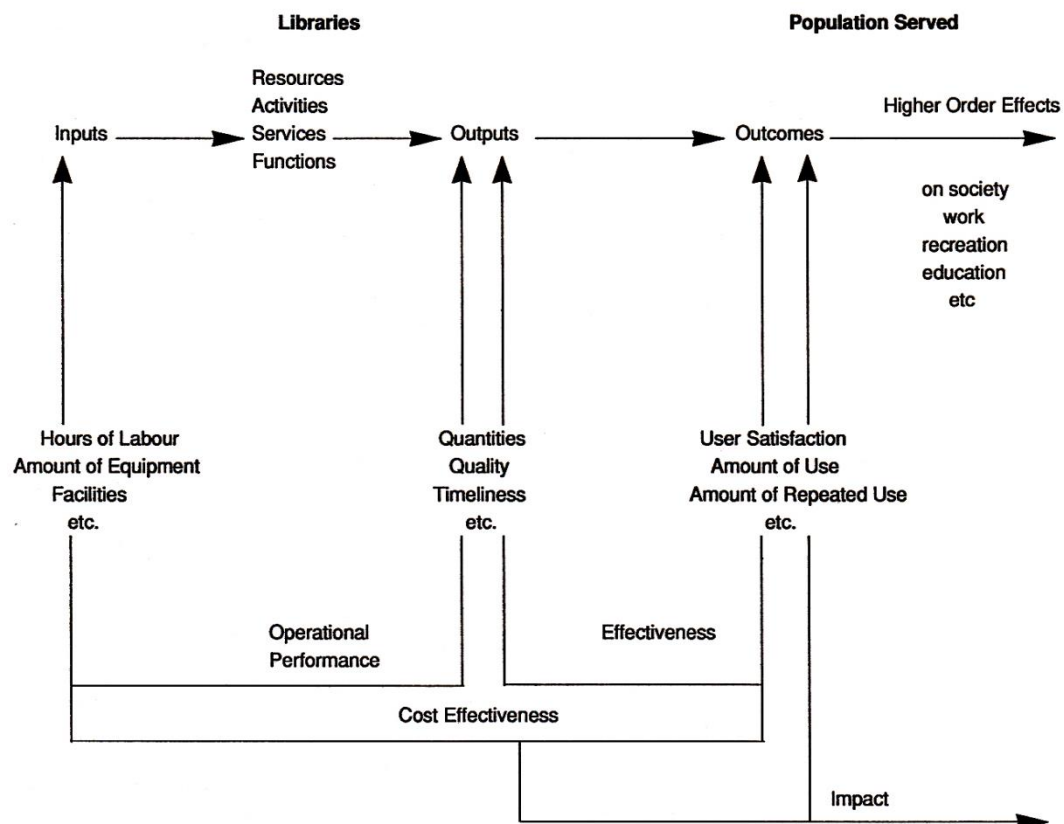 Libraries
Population Served
Resources
Activities
Services
Functions
Inputs
Outputs
Outcomes
Higher Order Effects
on society
work
recreation
education
etc
Hours of Labour
Amount of Equipment
Facilities
etc.
Quantities
Quality
Timeliness
etc.
User Satisfaction
Amount of Use
Amount of Repeated Use
etc.
Operational
Performance
Effectiveness
Cost Effectiveness
Impact